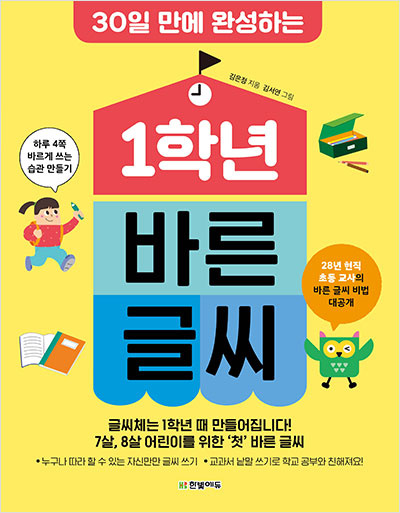 30일 만에 완성하는
김은정 지음 김서연 그림
1학년
하루 4쪽
바르게 쓰는
습관 만들기
바른
글씨
28년 현직
초등 교사의
바른 글씨 비법
대공개
글씨체는 1학년 때 만들어집니다!
7살, 8살 어린이를 위한 ‘첫’ 바른 글씨
• 누구나 따라 할 수 있는 자신만만 글씨 쓰기 • 교과서 낱말 쓰기로 학교 공부와 친해져요!
한빛에듀